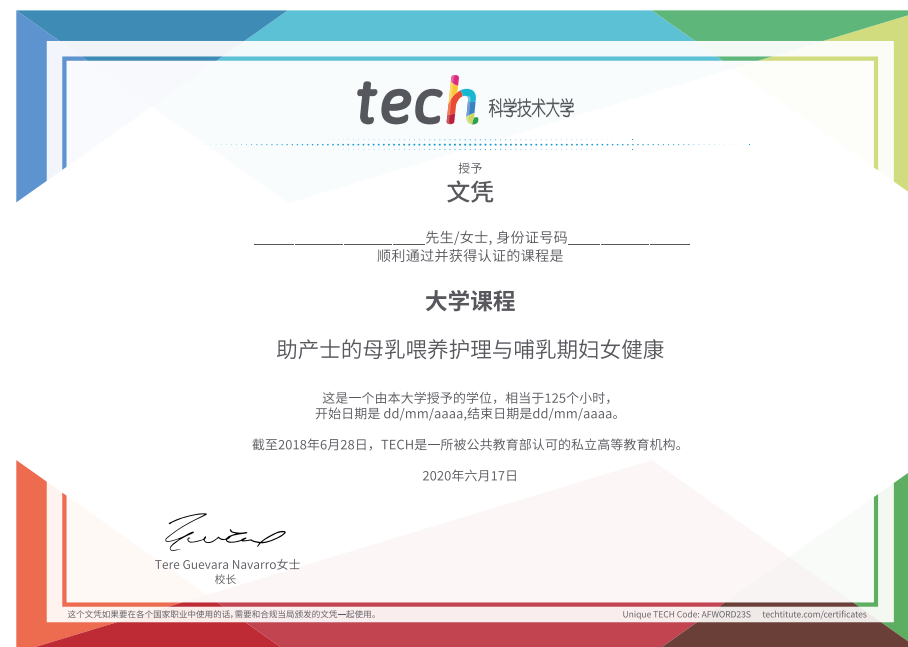 tech 科学技术大学
授予
文凭
______________________先生/女士, 身份证号码_______________
顺利通过并获得认证的课程是
大学课程
助产士的母乳喂养护理与哺乳期妇女健康
这是一个由本大学授予的学位，相当于125个小时，
开始日期是 dd/mm/aaaa,结束日期是dd/mm/aaaa。
截至2018年6月28日，TECH是一所被公共教育部认可的私立高等教育机构。
2020年六月17日
Tere Guevara Navarro女士
校长
这个文凭如果要在各个国家职业中使用的话,需要和合规当局颁发的文凭一起使用。
Unique TECH Code: AFWORD23S techtitute.com/certificates